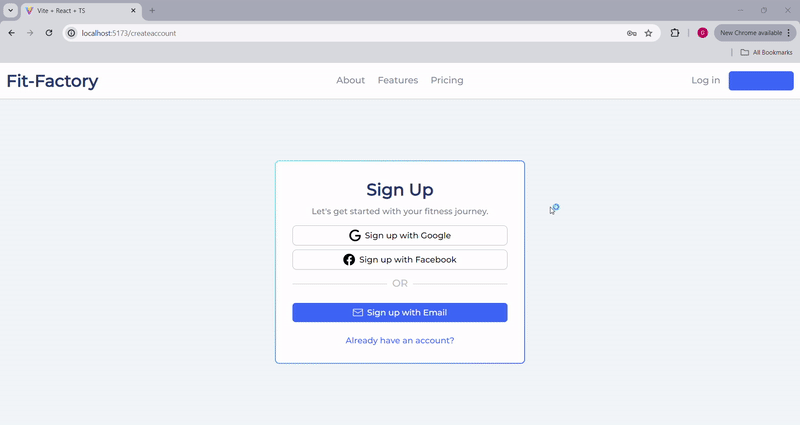 Vite + React + TS
localhost:5173/createaccount
G
New Chrome available
All Bookmarks
Fit-Factory
About
Features
Pricing
Log in
Sign Up
Let's get started with your fitness journey.
Sign up with Google
Sign up with Facebook
OR
Sign up with Email
Already have an account?